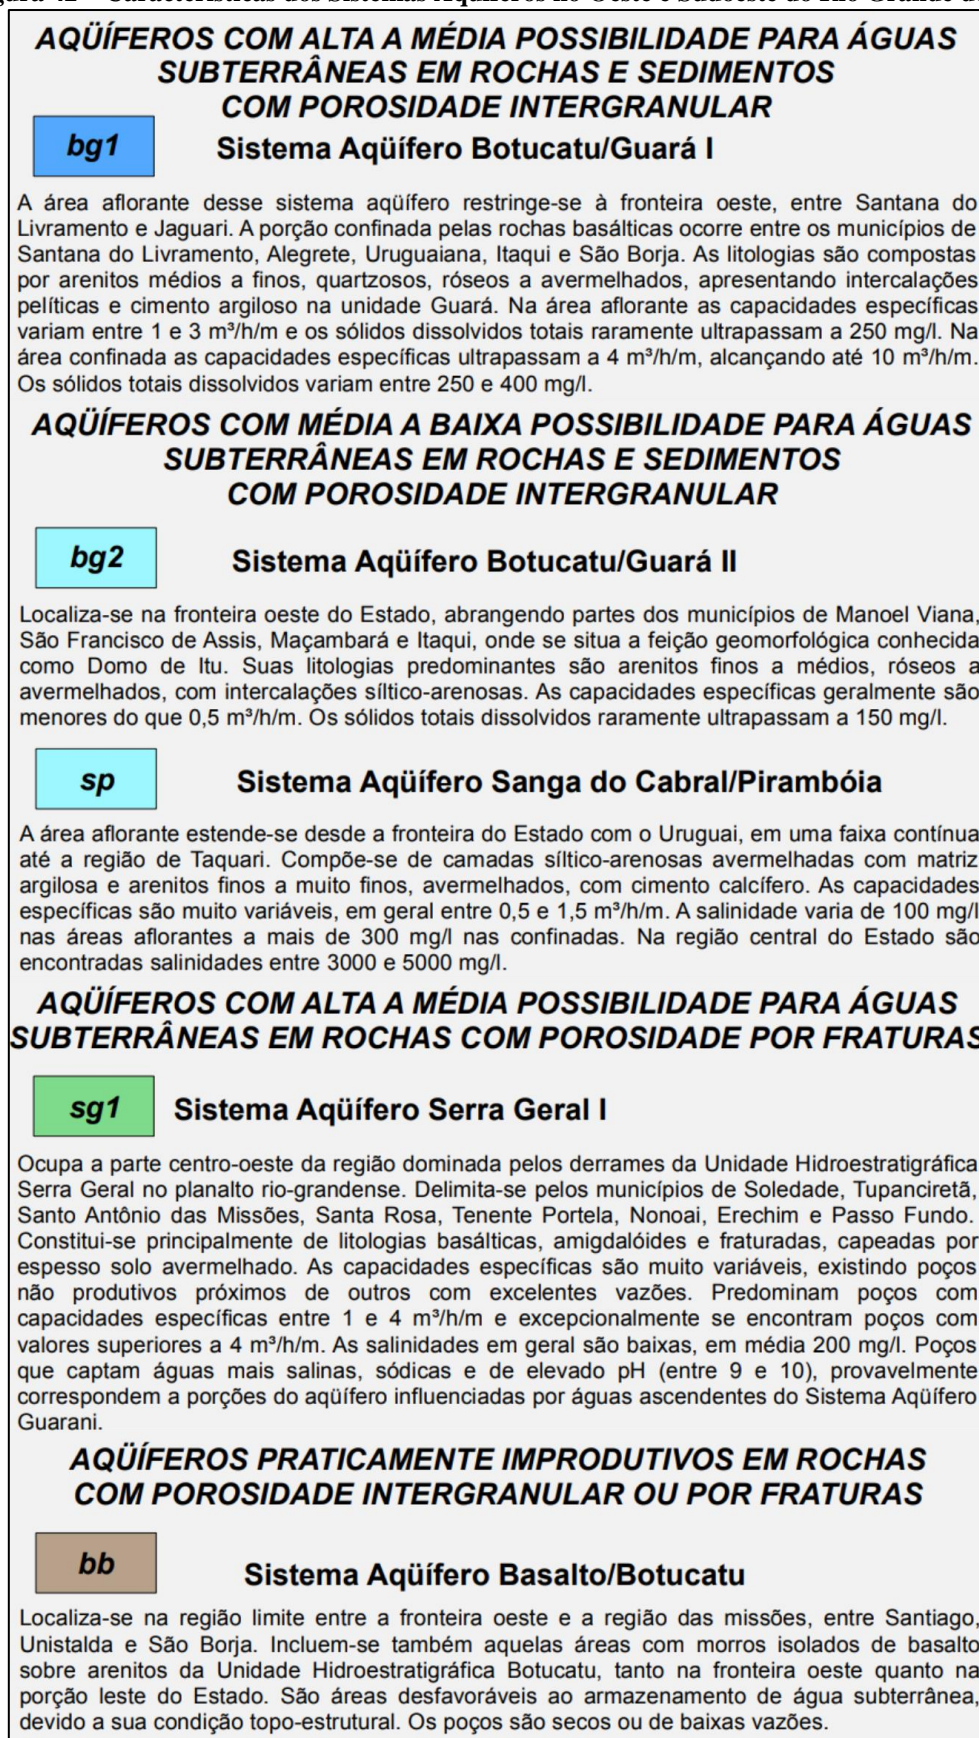 AQÜÍFEROS COM ALTA A MÉDIA POSSIBILIDADE PARA ÁGUAS
SUBTERRÂNEAS EM ROCHAS E SEDIMENTOS
COM POROSIDADE INTERGRANULAR
bg1 Sistema Aqüífero Botucatu/Guará I
A área aflorante desse sistema aqüífero restringe-se à fronteira oeste, entre Santana do
Livramento e Jaguari. A porção confinada pelas rochas basálticas ocorre entre os municípios de
Santana do Livramento, Alegrete, Uruguaiana, Itaqui e São Borja. As litologias são compostas
por arenitos médios a finos, quartzosos, róseos a avermelhados, apresentando intercalações
pelíticas e cimento argiloso na unidade Guará. Na área aflorante as capacidades específicas
variam entre 1 e 3 m³/h/m e os sólidos dissolvidos totais raramente ultrapassam a 250 mg/l. Na
área confinada as capacidades específicas ultrapassam a 4 m³/h/m, alcançando até 10 m³/h/m.
Os sólidos totais dissolvidos variam entre 250 e 400 mg/l.
AQÜÍFEROS COM MÉDIA A BAIXA POSSIBILIDADE PARA ÁGUAS
SUBTERRÂNEAS EM ROCHAS E SEDIMENTOS
COM POROSIDADE INTERGRANULAR
bg2 Sistema Aqüífero Botucatu/Guará II
Localiza-se na fronteira oeste do Estado, abrangendo partes dos municípios de Manoel Viana,
São Francisco de Assis, Maçambará e Itaqui, onde se situa a feição geomorfológica conhecida
como Domo de Itu. Suas litologias predominantes são arenitos finos a médios, róseos a
avermelhados, com intercalações síltico-arenosas. As capacidades específicas geralmente são
menores do que 0,5 m³/h/m. Os sólidos totais dissolvidos raramente ultrapassam a 150 mg/l.
sp Sistema Aqüífero Sanga do Cabral/Pirambóia
A área aflorante estende-se desde a fronteira do Estado com o Uruguai, em uma faixa contínua
até a região de Taquari. Compõe-se de camadas síltico-arenosas avermelhadas com matriz
argilosa e arenitos finos a muito finos, avermelhados, com cimento calcífero. As capacidades
específicas são muito variáveis, em geral entre 0,5 e 1,5 m³/h/m. A salinidade varia de 100 mg/l
nas áreas aflorantes a mais de 300 mg/l nas confinadas. Na região central do Estado são
encontradas salinidades entre 3000 e 5000 mg/l.
AQÜÍFEROS COM ALTA A MÉDIA POSSIBILIDADE PARA ÁGUAS
SUBTERRÂNEAS EM ROCHAS COM POROSIDADE POR FRATURAS
sg1 Sistema Aqüífero Serra Geral I
Ocupa a parte centro-oeste da região dominada pelos derrames da Unidade Hidroestratigráfica
Serra Geral no planalto rio-grandense. Delimita-se pelos municípios de Soledade, Tupanciretã,
Santo Antônio das Missões, Santa Rosa, Tenente Portela, Nonoai, Erechim e Passo Fundo.
Constitui-se principalmente de litologias basálticas, amigdalóides e fraturadas, capeadas por
espesso solo avermelhado. As capacidades específicas são muito variáveis, existindo poços
não produtivos próximos de outros com excelentes vazões. Predominam poços com
capacidades específicas entre 1 e 4 m³/h/m e excepcionalmente se encontram poços com
valores superiores a 4 m³/h/m. As salinidades em geral são baixas, em média 200 mg/l. Poços
que captam águas mais salinas, sódicas e de elevado pH (entre 9 e 10), provavelmente
correspondem a porções do aqüífero influenciadas por águas ascendentes do Sistema Aqüífero
Guarani.
AQÜÍFEROS PRATICAMENTE IMPRODUTIVOS EM ROCHAS
COM POROSIDADE INTERGRANULAR OU POR FRATURAS
bb Sistema Aqüífero Basalto/Botucatu
Localiza-se na região limite entre a fronteira oeste e a região das missões, entre Santiago,
Unistalda e São Borja. Incluem-se também aquelas áreas com morros isolados de basalto
sobre arenitos da Unidade Hidroestratigráfica Botucatu, tanto na fronteira oeste quanto na
porção leste do Estado. São áreas desfavoráveis ao armazenamento de água subterrânea,
devido a sua condição topo-estrutural. Os poços são secos ou de baixas vazões.